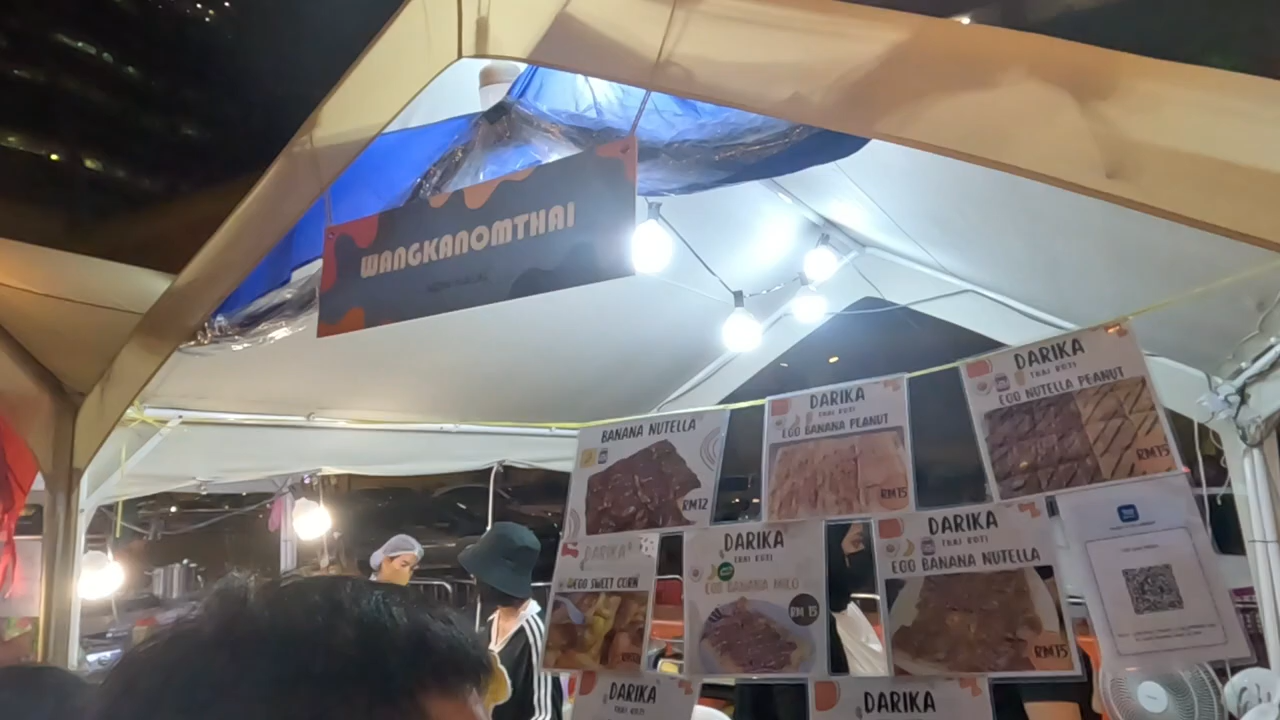 WANGKANOMTHAI
BANANA NUTELLA
RM12
DARIKA
THAI ROTI
EGG BANANA PEANUT
RM15
DARIKA
THAI ROTI
EGG NUTELLA PEANUT
RM15
DARIKA
EGG SWEET CORN
DARIKA
THAI ROTI
EGG BANANA MILO
RM 15
DARIKA
THAI ROTI
EGG BANANA NUTELLA
RM15
DARIKA
THAI ROTI
DARIKA